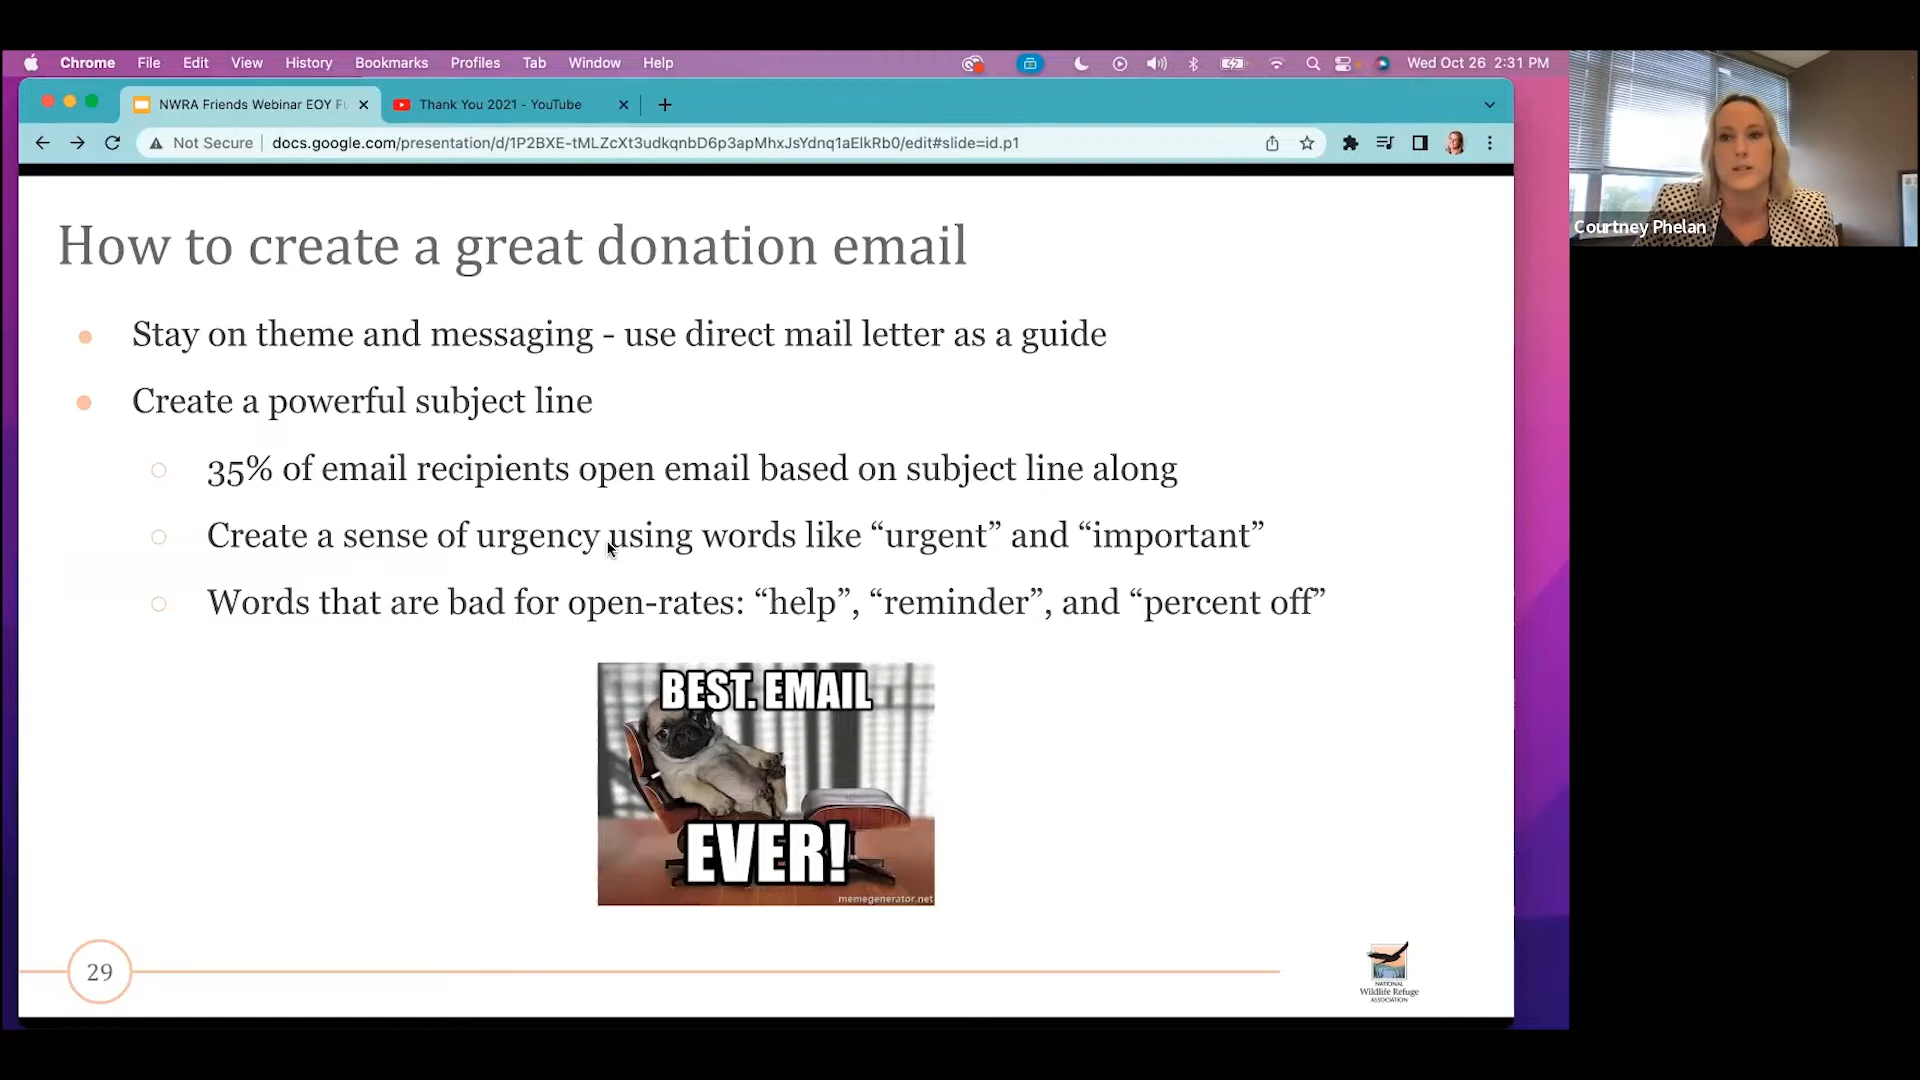 Chrome File Edit View History Bookmarks Profiles Tab Window Help Wed Oct 26 2:31 PM
NWRA Friends Webinar EOY Fu Thank You 2021 - YouTube
Not Secure docs.google.com/presentation/d/1P2BXE-tMLZcXt3udkqnbD6p3apMhxJsYdnq1aElkRb0/edit#slide=id.p1
Courtney Phelan
How to create a great donation email
Stay on theme and messaging - use direct mail letter as a guide
Create a powerful subject line
35% of email recipients open email based on subject line along
Create a sense of urgency using words like “urgent” and “important”
Words that are bad for open-rates: “help”, “reminder”, and “percent off”
BEST. EMAIL
EVER!
memegenerator.net
29
NATIONAL
Wildlife Refuge
ASSOCIATION